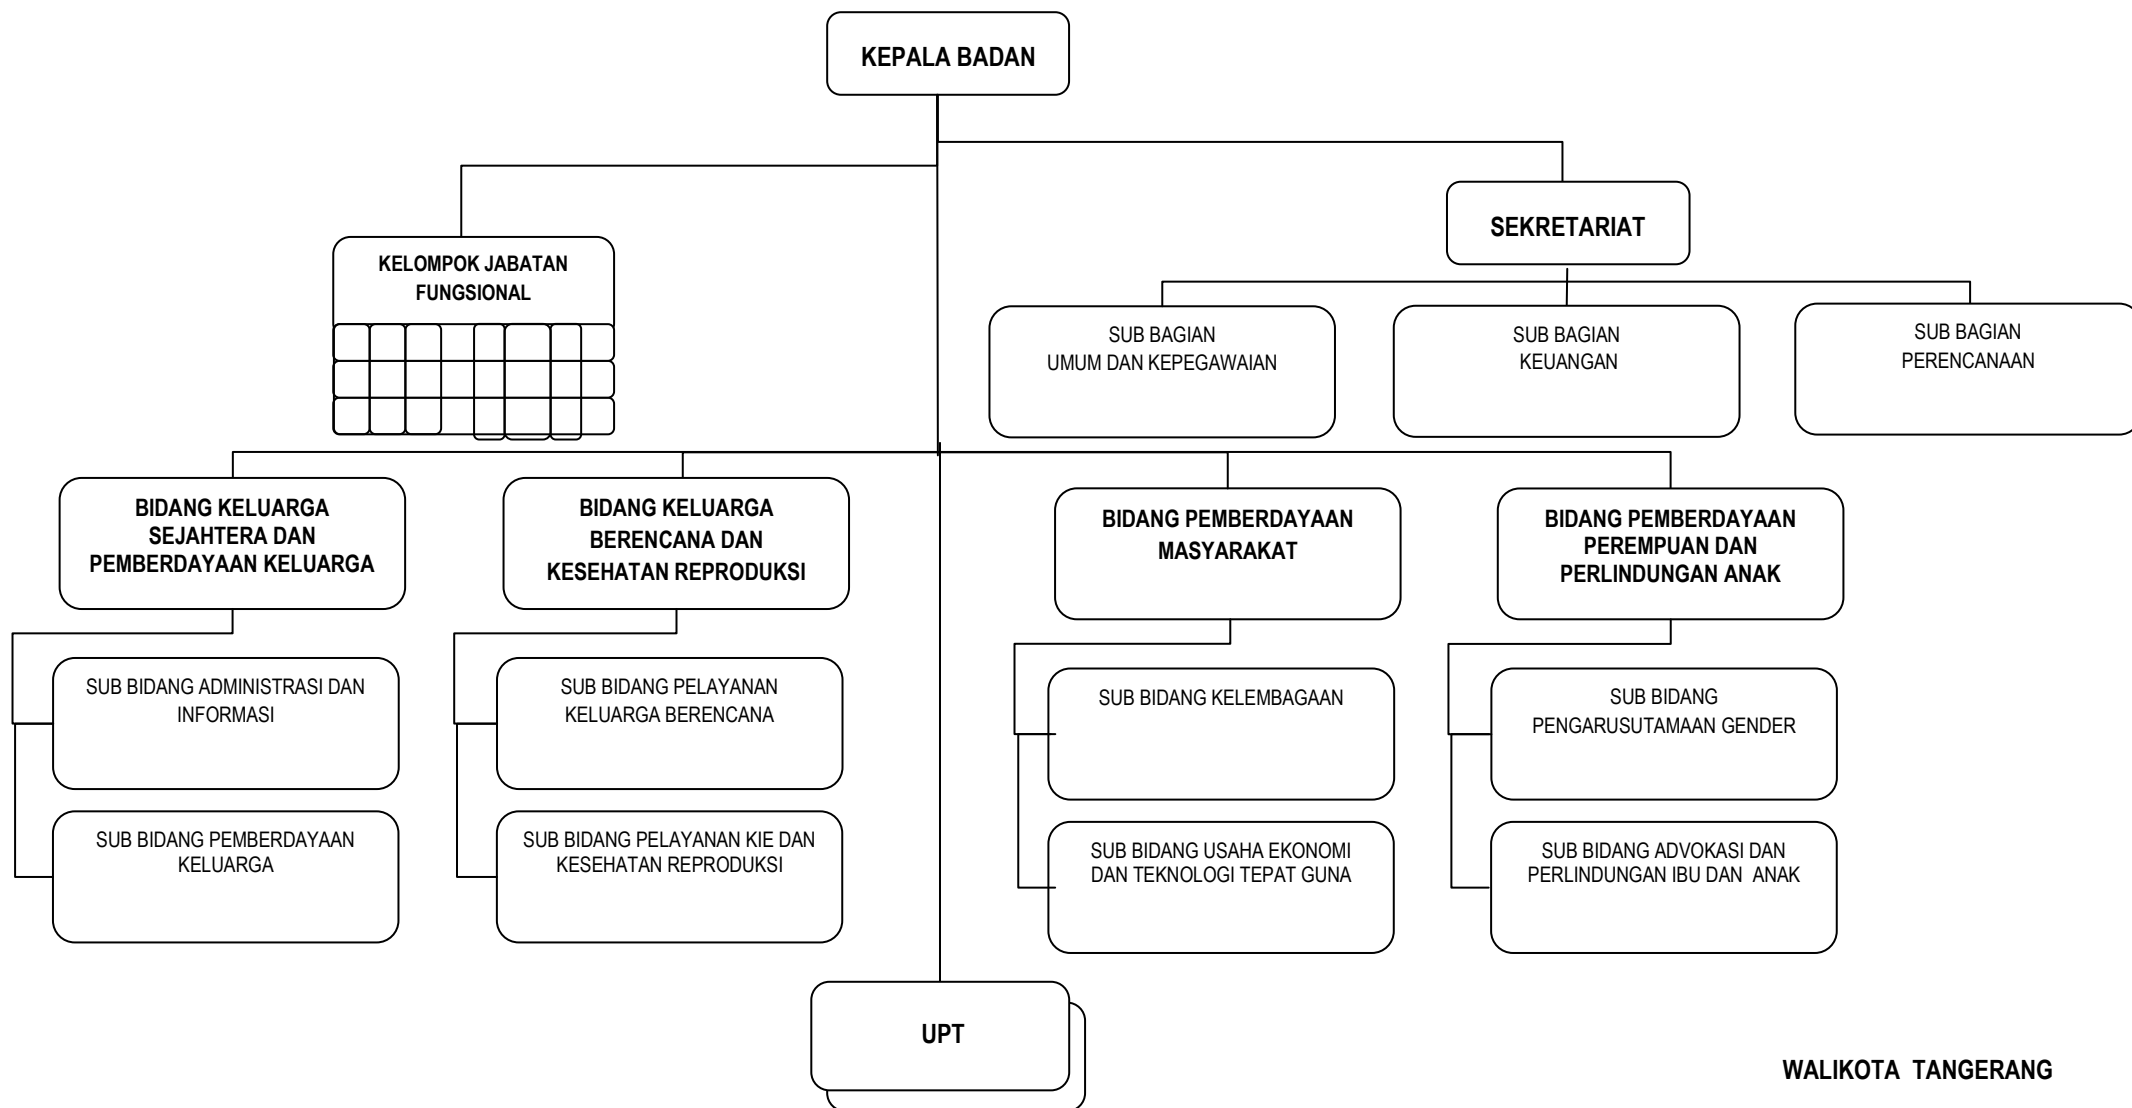 KEPALA BADAN
SEKRETARIAT
KELOMPOK JABATAN
FUNGSIONAL
SUB BAGIAN
UMUM DAN KEPEGAWAIAN
SUB BAGIAN
KEUANGAN
SUB BAGIAN
PERENCANAAN
BIDANG KELUARGA
SEJAHTERA DAN
PEMBERDAYAAN KELUARGA
BIDANG KELUARGA
BERENCANA DAN
KESEHATAN REPRODUKSI
BIDANG PEMBERDAYAAN
MASYARAKAT
BIDANG PEMBERDAYAAN
PEREMPUAN DAN
PERLINDUNGAN ANAK
SUB BIDANG ADMINISTRASI DAN
INFORMASI
SUB BIDANG PELAYANAN
KELUARGA BERENCANA
SUB BIDANG KELEMBAGAAN
SUB BIDANG
PENGARUSUTAMAAN GENDER
SUB BIDANG PEMBERDAYAAN
KELUARGA
SUB BIDANG PELAYANAN KIE DAN
KESEHATAN REPRODUKSI
SUB BIDANG USAHA EKONOMI
DAN TEKNOLOGI TEPAT GUNA
SUB BIDANG ADVOKASI DAN
PERLINDUNGAN IBU DAN  ANAK
UPT
WALIKOTA  TANGERANG